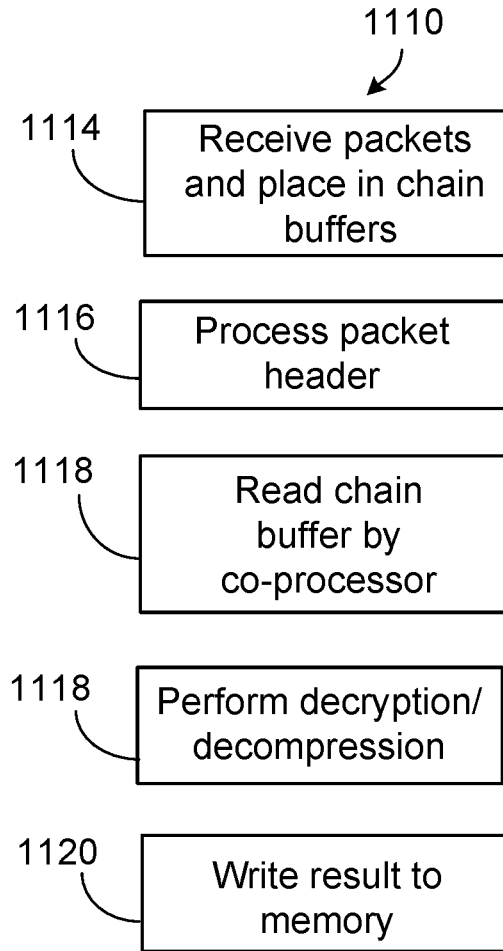 1110
1114
Receive packets
and place in chain
buffers
1116
Process packet
header
1118
Read chain
buffer by
co-processor
1118
Perform decryption/
decompression
1120
Write result to
memory